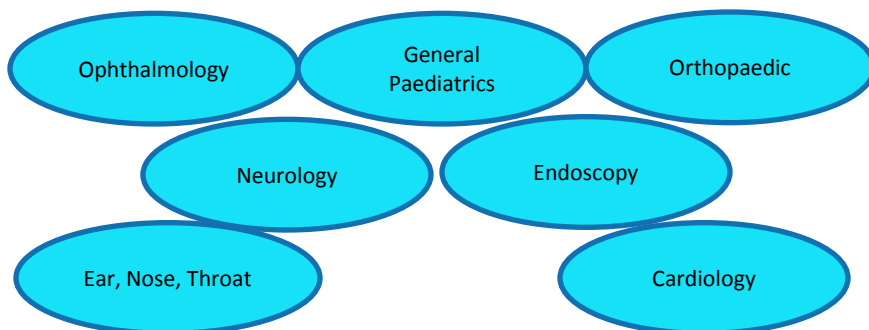 Ophthalmology
General
Paediatrics
Orthopaedic
Neurology
Endoscopy
Ear, Nose, Throat
Cardiology